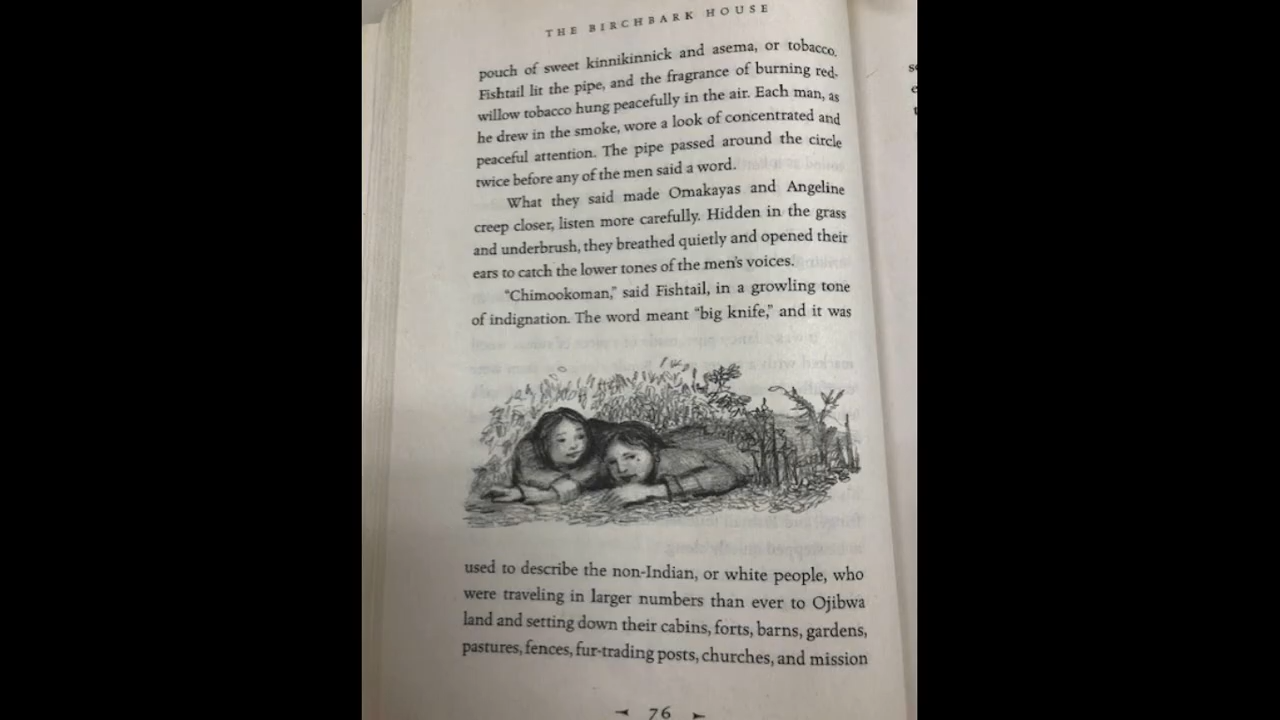 THE BIRCHBARK HOUSE
pouch of sweet kinnikinnick and asema, or tobacco.
Fishtail lit the pipe, and the fragrance of burning red-
willow tobacco hung peacefully in the air. Each man, as
he drew in the smoke, wore a look of concentrated and
peaceful attention. The pipe passed around the circle
twice before any of the men said a word.
What they said made Omakayas and Angeline
creep closer, listen more carefully. Hidden in the grass
and underbrush, they breathed quietly and opened their
ears to catch the lower tones of the men's voices.
"Chimookoman," said Fishtail, in a growling tone
of indignation. The word meant "big knife," and it was
used to describe the non-Indian, or white people, who
were traveling in larger numbers than ever to Ojibwa
land and setting down their cabins, forts, barns, gardens,
pastures, fences, fur-trading posts, churches, and mission
76